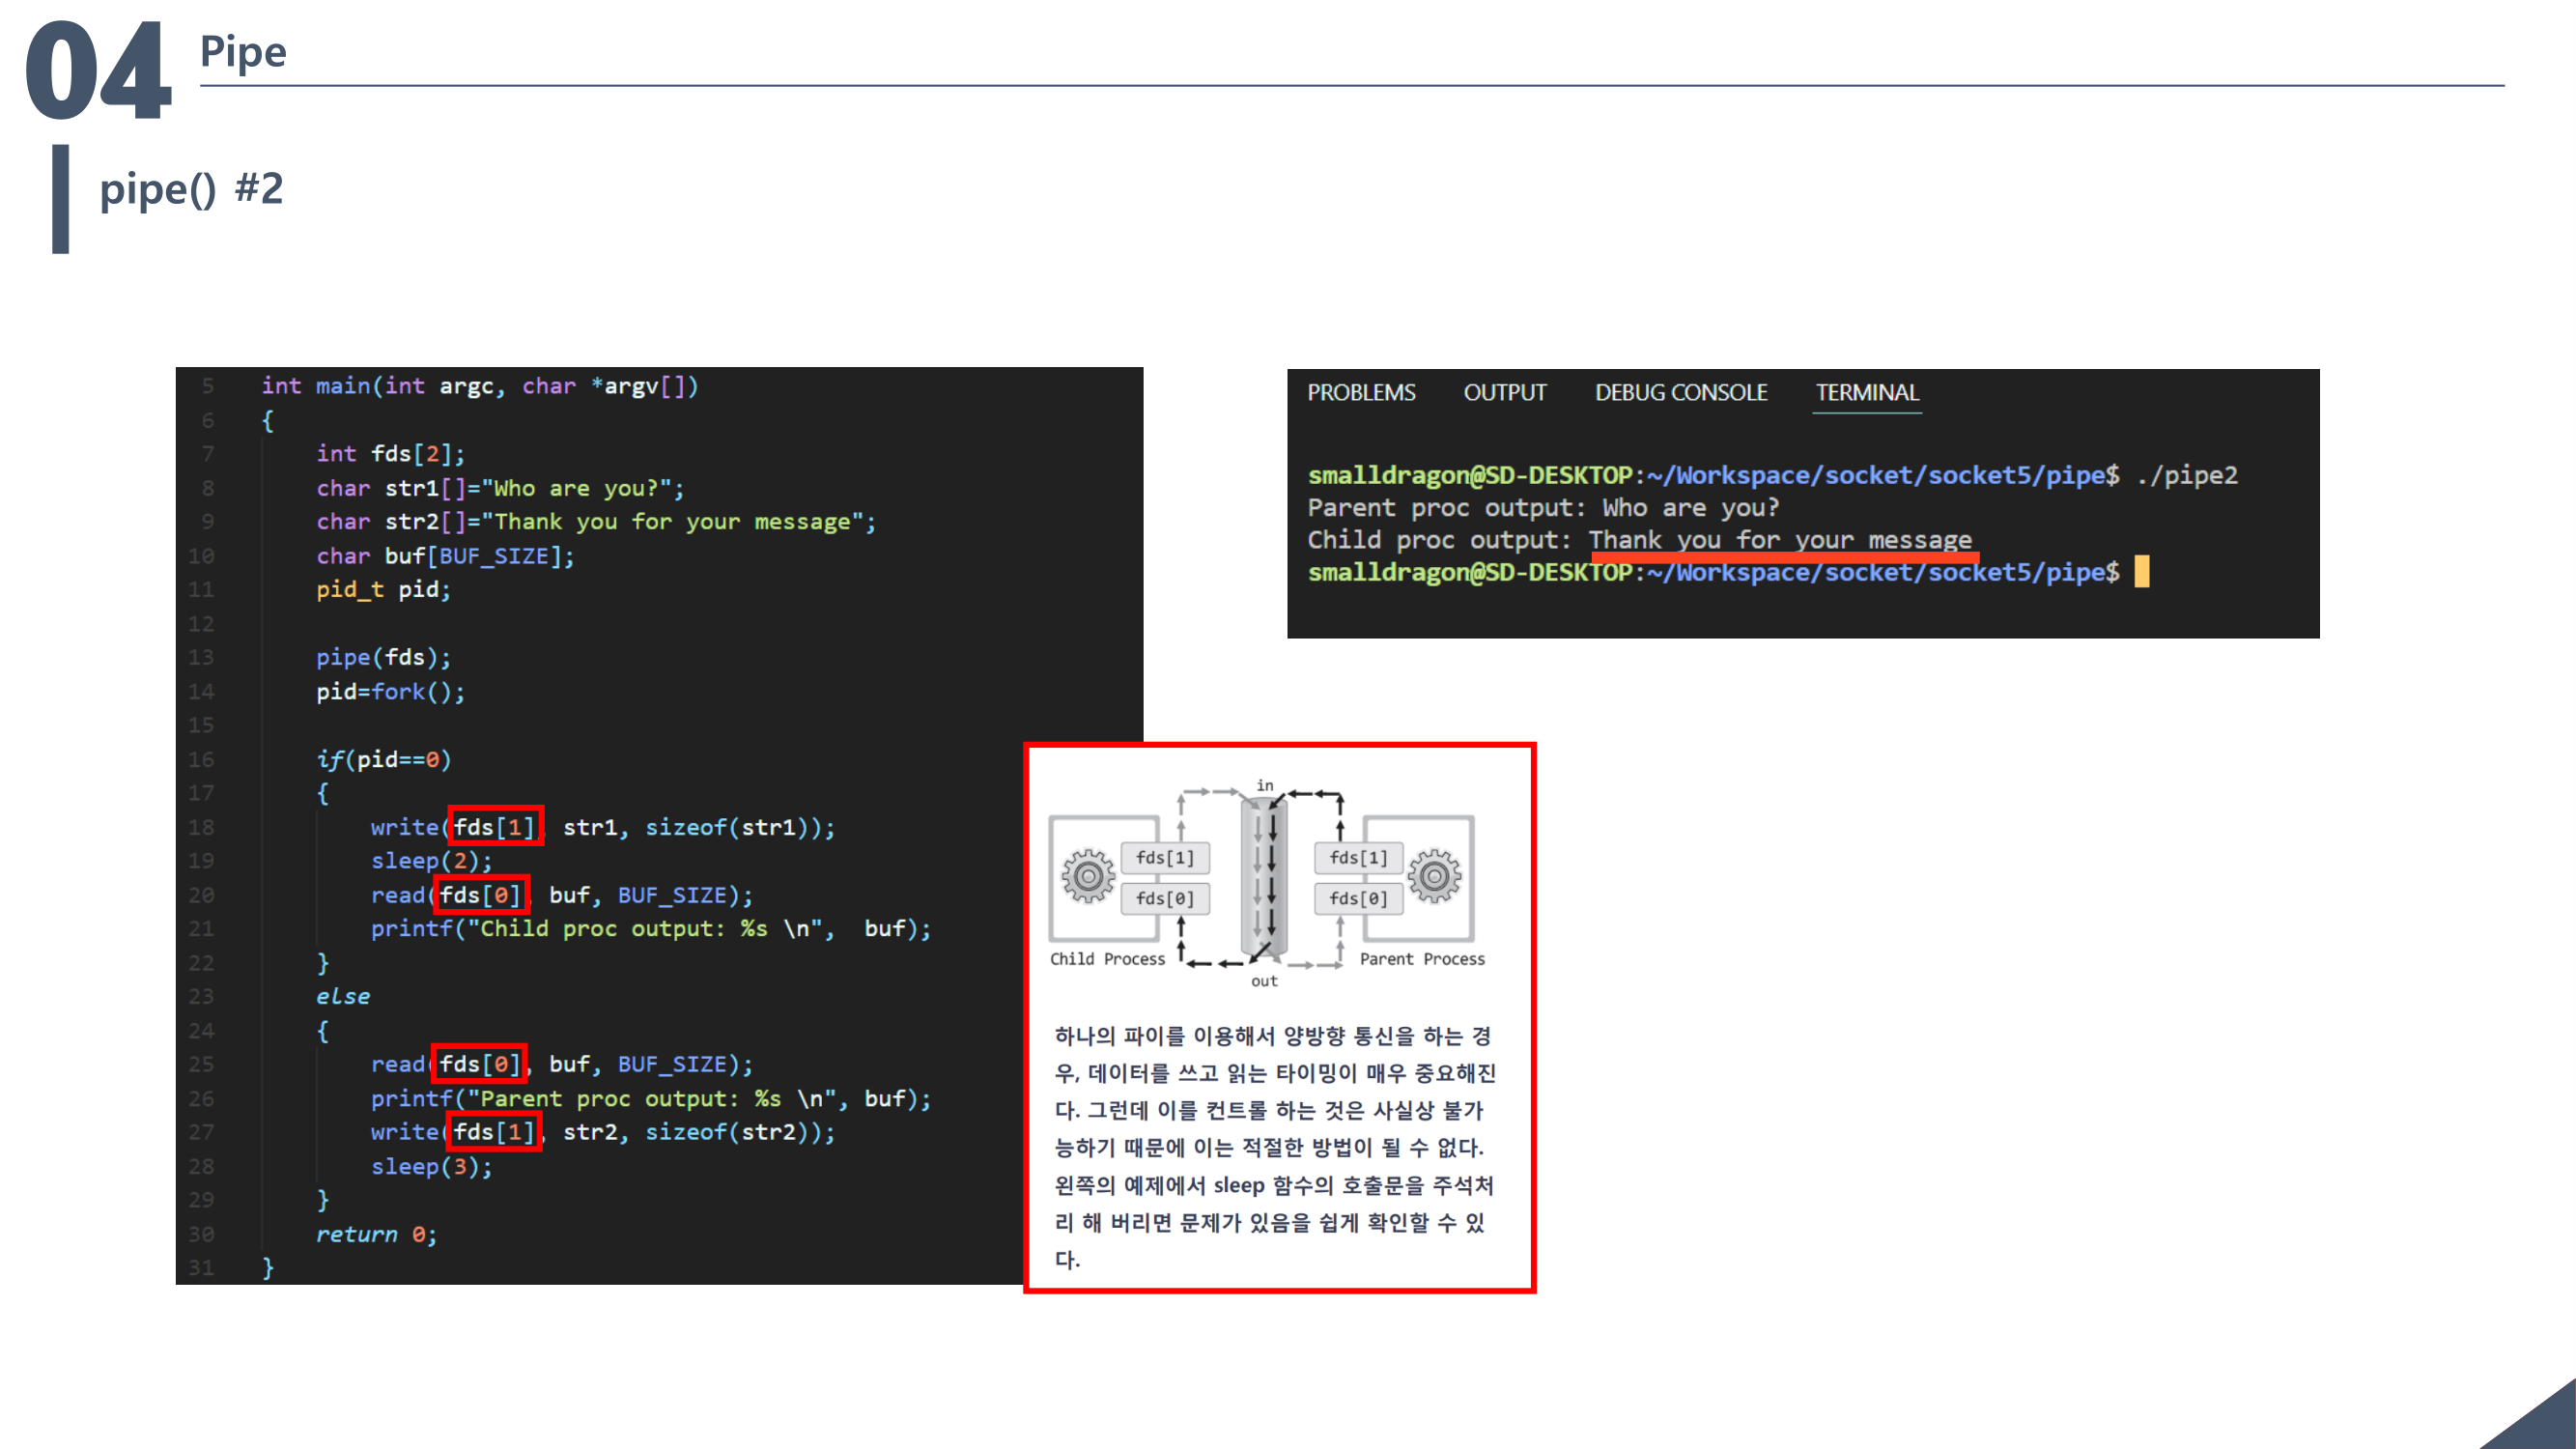 04
Pipe
pipe() #2
5 int main(int argc, char *argv[])
6 {
7 int fds[2];
8 char str1[]="Who are you?";
9 char str2[]="Thank you for your message";
10 char buf[BUF_SIZE];
11 pid_t pid;
12
13 pipe(fds);
14 pid=fork();
15
16 if(pid==0)
17 {
18 write(fds[1], str1, sizeof(str1));
19 sleep(2);
20 read(fds[0], buf, BUF_SIZE);
21 printf("Child proc output: %s \n",  buf);
22 }
23 else
24 {
25 read(fds[0], buf, BUF_SIZE);
26 printf("Parent proc output: %s \n", buf);
27 write(fds[1], str2, sizeof(str2));
28 sleep(3);
29 }
30 return 0;
31 }
PROBLEMS OUTPUT DEBUG CONSOLE TERMINAL
smalldragon@SD-DESKTOP:~/Workspace/socket/socket5/pipe$ ./pipe2
Parent proc output: Who are you?
Child proc output: Thank you for your message
smalldragon@SD-DESKTOP:~/Workspace/socket/socket5/pipe$
in
fds[1] fds[1]
fds[0] fds[0]
Child Process Parent Process
out
하나의 파이를 이용해서 양방향 통신을 하는 경
우, 데이터를 쓰고 읽는 타이밍이 매우 중요해진
다. 그런데 이를 컨트롤 하는 것은 사실상 불가
능하기 때문에 이는 적절한 방법이 될 수 없다.
왼쪽의 예제에서 sleep 함수의 호출문을 주석처
리 해 버리면 문제가 있음을 쉽게 확인할 수 있
다.